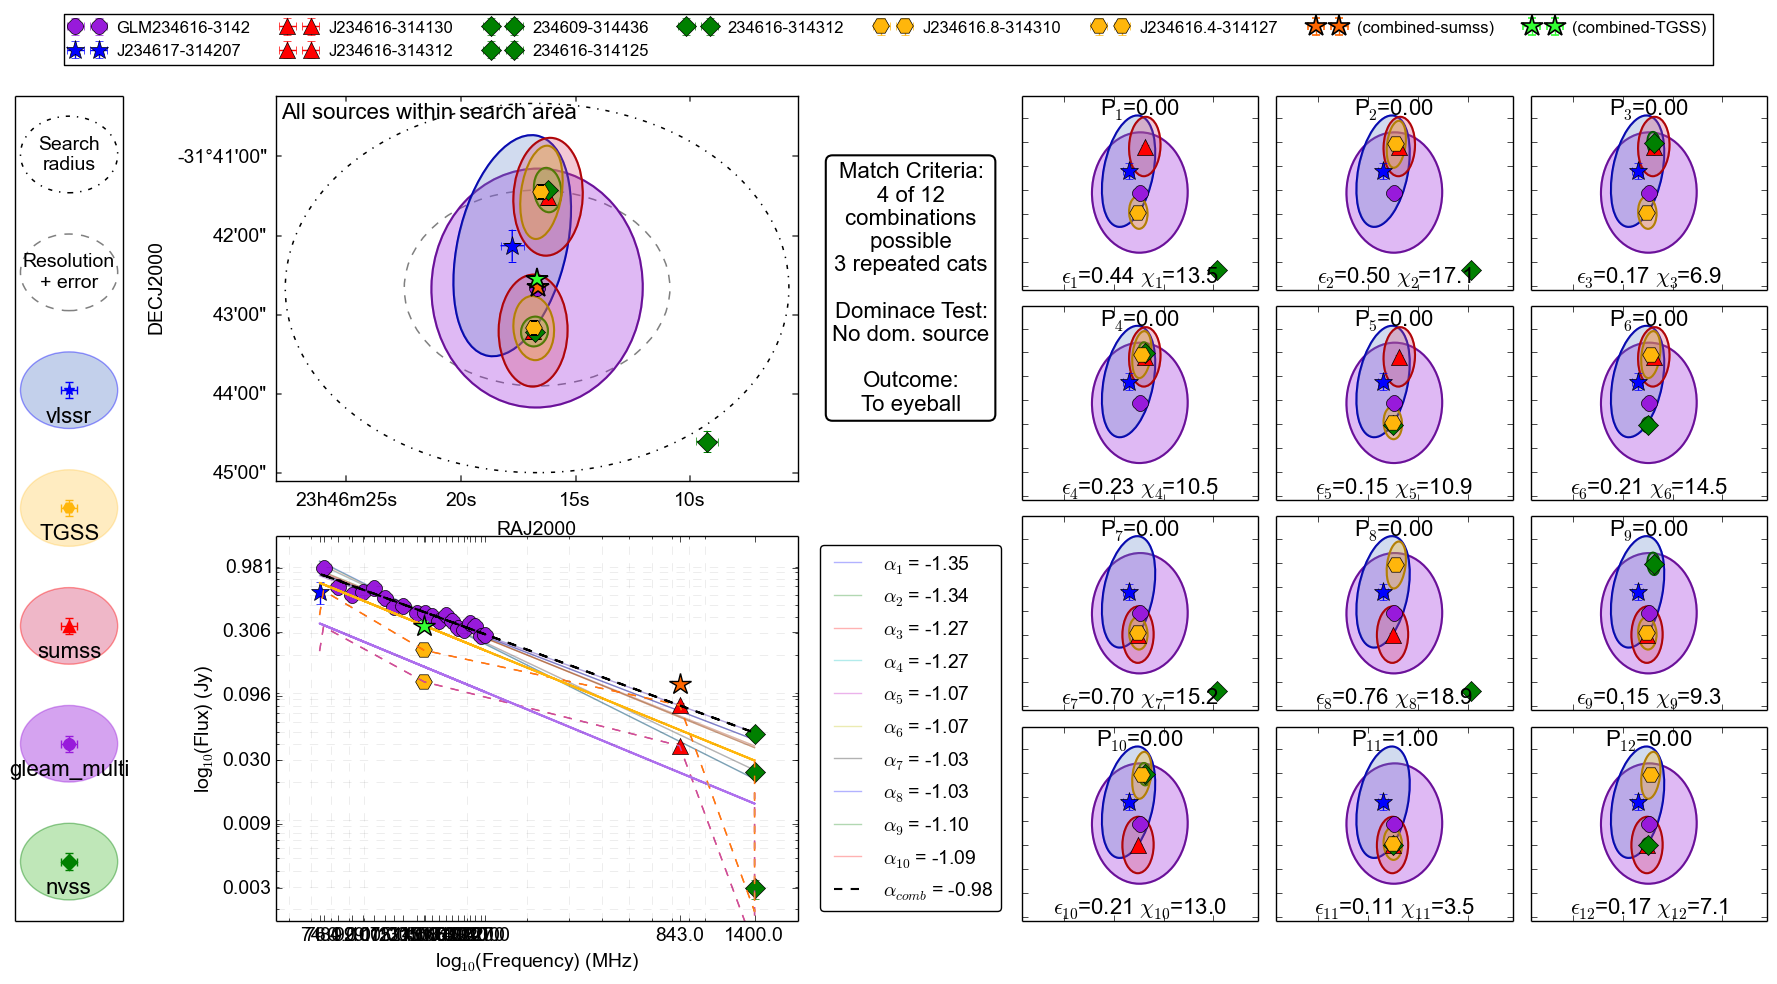 GLM234616-3142
J234616-314130
234609-314436
234616-314312
J234616.8-314310
J234616.4-314127
(combined-sumss)
(combined-TGSS)
J234617-314207
J234616-314312
234616-314125
Search
radius
Resolution
+ error
vlssr
TGSS
sumss
gleam_multi
nvss
All sources within search area
DECJ2000
-31°41'00"
42'00"
43'00"
44'00"
45'00"
23h46m25s
20s
15s
10s
RAJ2000
Match Criteria:
4 of 12
combinations
possible
3 repeated cats
Dominace Test:
No dom. source
Outcome:
To eyeball
log10(Flux) (Jy)
0.981
0.306
0.096
0.030
0.009
0.003
843.0
1400.0
log10(Frequency) (MHz)
α1 = -1.35
α2 = -1.34
α3 = -1.27
α4 = -1.27
α5 = -1.07
α6 = -1.07
α7 = -1.03
α8 = -1.03
α9 = -1.10
α10 = -1.09
αcomb = -0.98
P1=0.00
ϵ1=0.44 χ1=13.5
P2=0.00
ϵ2=0.50 χ2=17.1
P3=0.00
ϵ3=0.17 χ3=6.9
P4=0.00
ϵ4=0.23 χ4=10.5
P5=0.00
ϵ5=0.15 χ5=10.9
P6=0.00
ϵ6=0.21 χ6=14.5
P7=0.00
ϵ7=0.70 χ7=15.2
P8=0.00
ϵ8=0.76 χ8=18.9
P9=0.00
ϵ9=0.15 χ9=9.3
P10=0.00
ϵ10=0.21 χ10=13.0
P11=1.00
ϵ11=0.11 χ11=3.5
P12=0.00
ϵ12=0.17 χ12=7.1